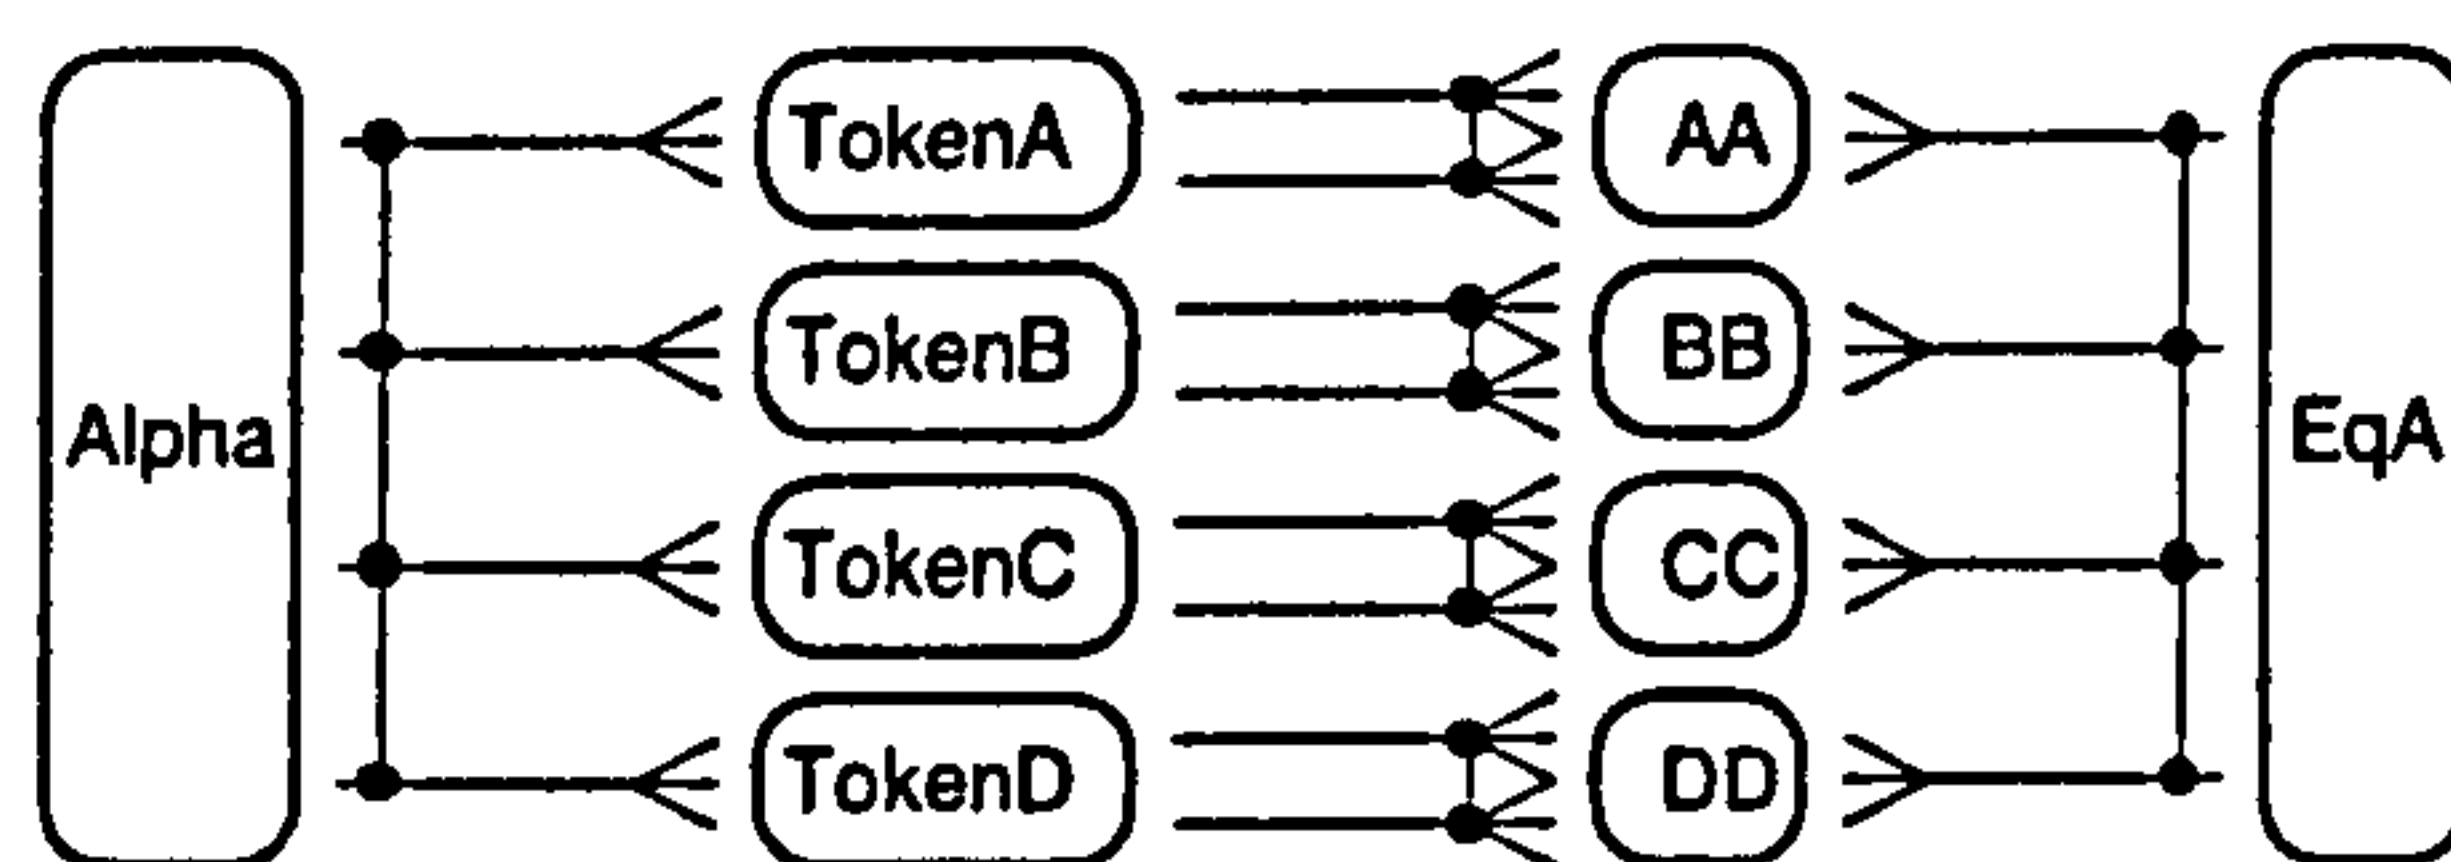 TokenA AA
TokenB BB
Alpha EqA
TokenC CC
TokenD DD